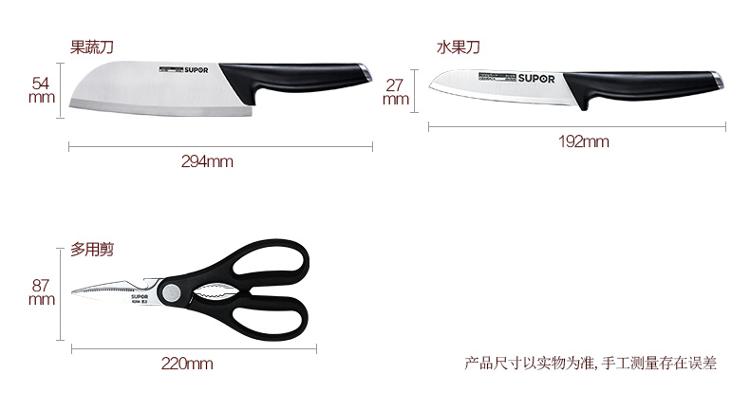 果蔬刀
SUPOR
54
mm
294mm
水果刀
SUPOR
27
mm
192mm
多用剪
SUPOR
87
mm
220mm
产品尺寸以实物为准,手工测量存在误差